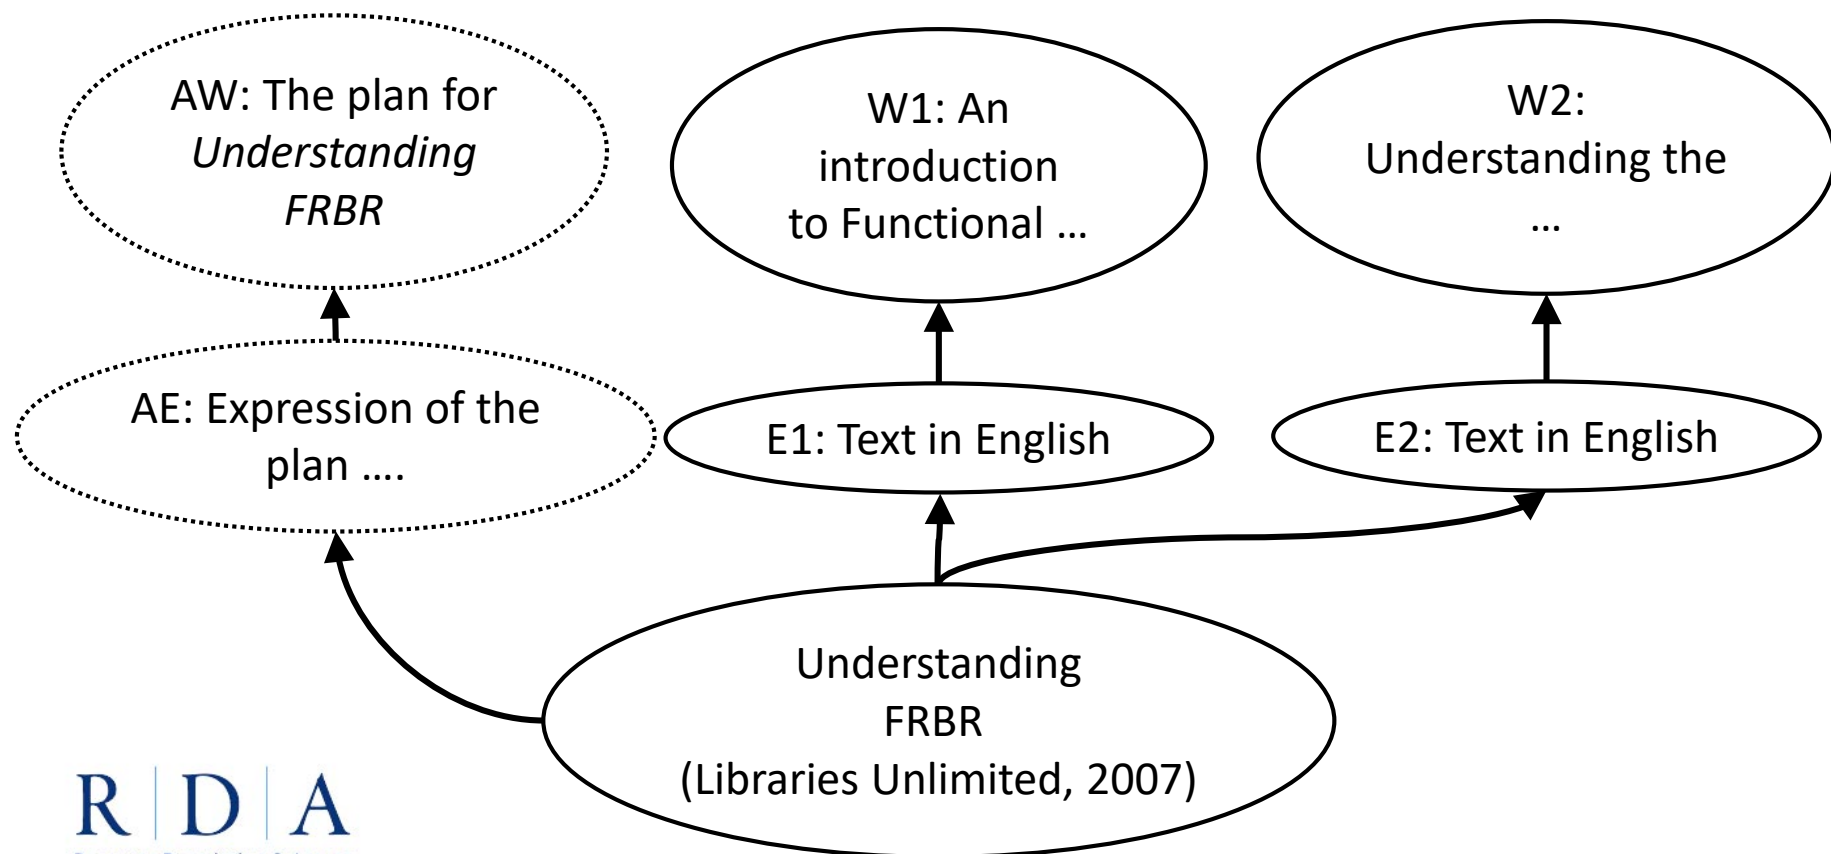 AW: The plan for
Understanding
FRBR
W1: An
introduction
to Functional ...
W2:
Understanding the
...
AE: Expression of the
plan ....
E1: Text in English
E2: Text in English
Understanding
FRBR
(Libraries Unlimited, 2007)
R | D | A